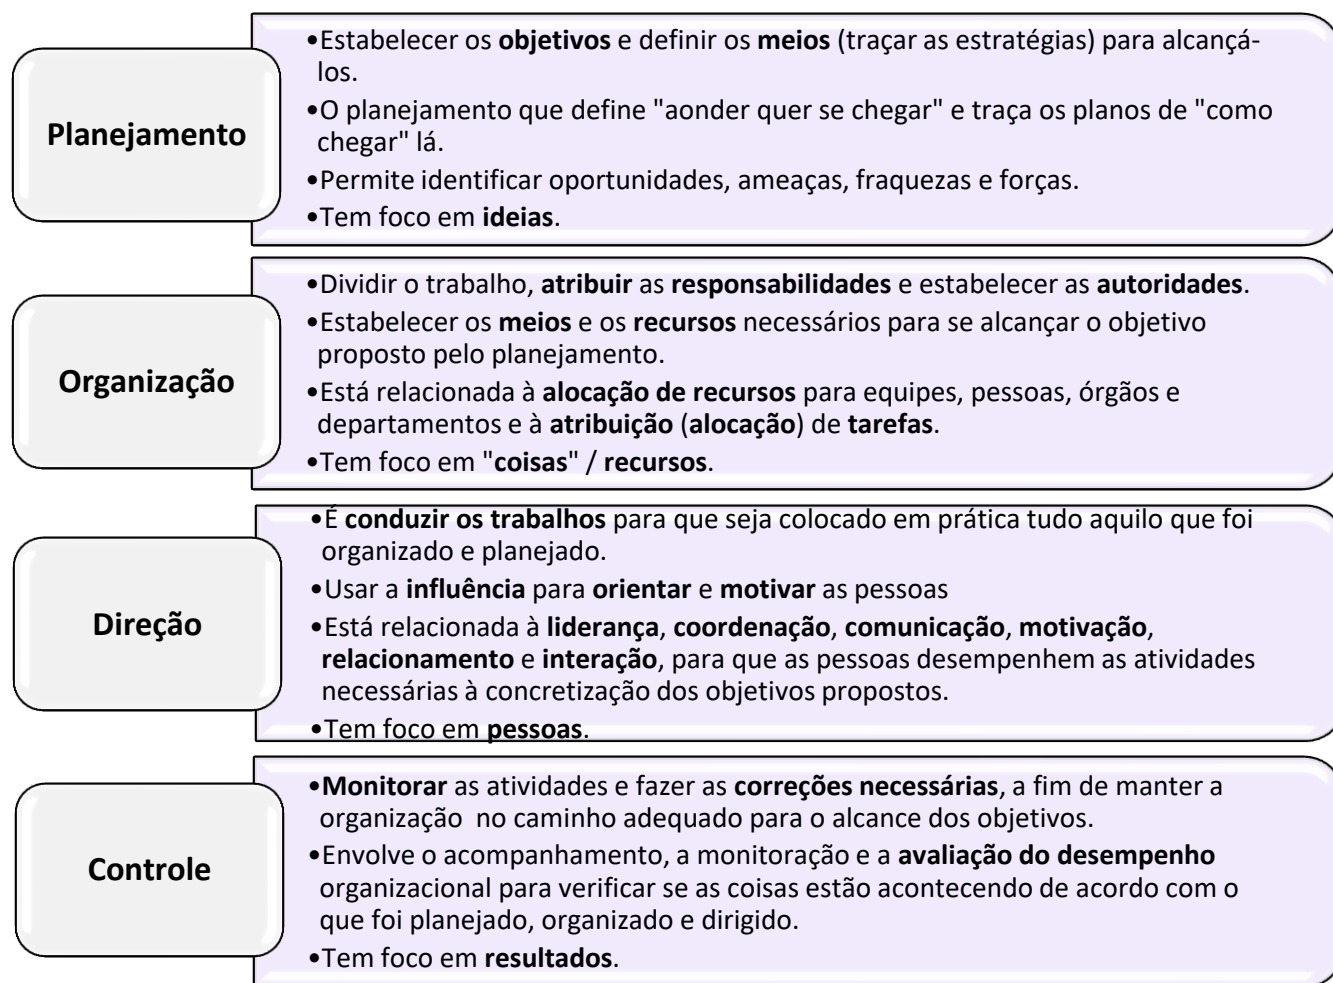 Planejamento
•Estabelecer os objetivos e definir os meios (traçar as estratégias) para alcançá-
los.
•O planejamento que define "aonder quer se chegar" e traça os planos de "como
chegar" lá.
•Permite identificar oportunidades, ameaças, fraquezas e forças.
•Tem foco em ideias.
Organização
•Dividir o trabalho, atribuir as responsabilidades e estabelecer as autoridades.
•Estabelecer os meios e os recursos necessários para se alcançar o objetivo
proposto pelo planejamento.
•Está relacionada à alocação de recursos para equipes, pessoas, órgãos e
departamentos e à atribuição (alocação) de tarefas.
•Tem foco em "coisas" / recursos.
Direção
•É conduzir os trabalhos para que seja colocado em prática tudo aquilo que foi
organizado e planejado.
•Usar a influência para orientar e motivar as pessoas
•Está relacionada à liderança, coordenação, comunicação, motivação,
relacionamento e interação, para que as pessoas desempenhem as atividades
necessárias à concretização dos objetivos propostos.
•Tem foco em pessoas.
Controle
•Monitorar as atividades e fazer as correções necessárias, a fim de manter a
organização no caminho adequado para o alcance dos objetivos.
•Envolve o acompanhamento, a monitoração e a avaliação do desempenho
organizacional para verificar se as coisas estão acontecendo de acordo com o
que foi planejado, organizado e dirigido.
•Tem foco em resultados.